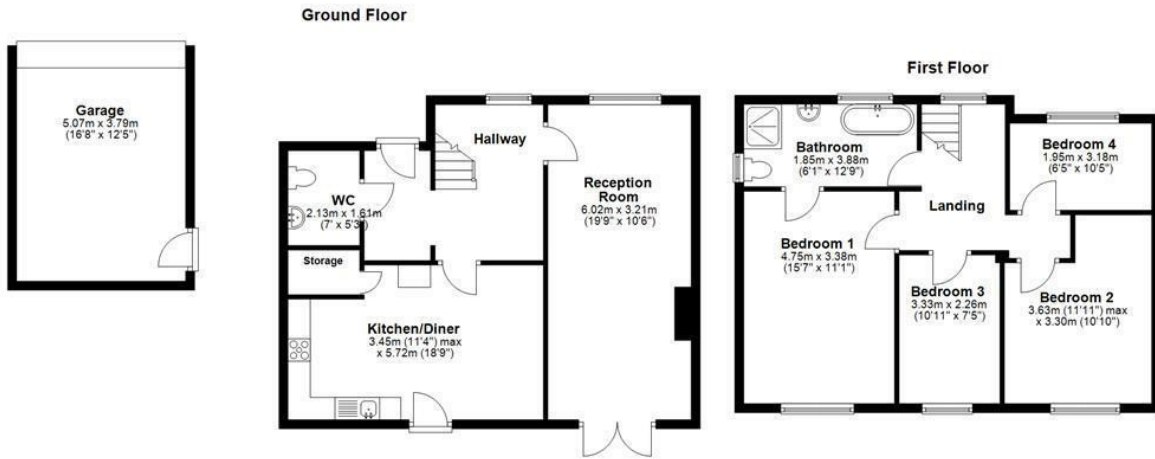 Ground Floor
Garage
5.07m x 3.79m
(16'8" x 12'5")
Hallway
WC
2.13m x 1.61m
(7' x 5'3")
Storage
Reception
Room
6.02m x 3.21m
(19'9" x 10'6")
Kitchen/Diner
3.45m (11'4") max
x 5.72m (18'9")
First Floor
Bathroom
1.85m x 3.88m
(6'1" x 12'9")
Bedroom 4
1.95m x 3.18m
(6'5" x 10'5")
Landing
Bedroom 1
4.75m x 3.38m
(15'7" x 11'1")
Bedroom 3
3.33m x 2.26m
(10'11" x 7'5")
Bedroom 2
3.63m (11'11") max
x 3.30m (10'10")